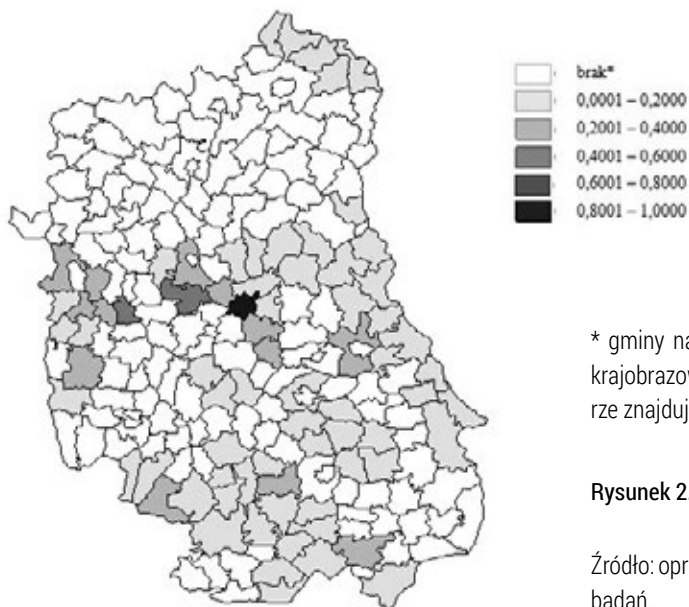 brak*
0,0001 – 0,2000
0,2001 – 0,4000
0,4001 – 0,6000
0,6001 – 0,8000
0,8001 – 1,0000
* gminy na
krajobrazow
rze znajduj
Rysunek 2.
Źródło: opr
badań